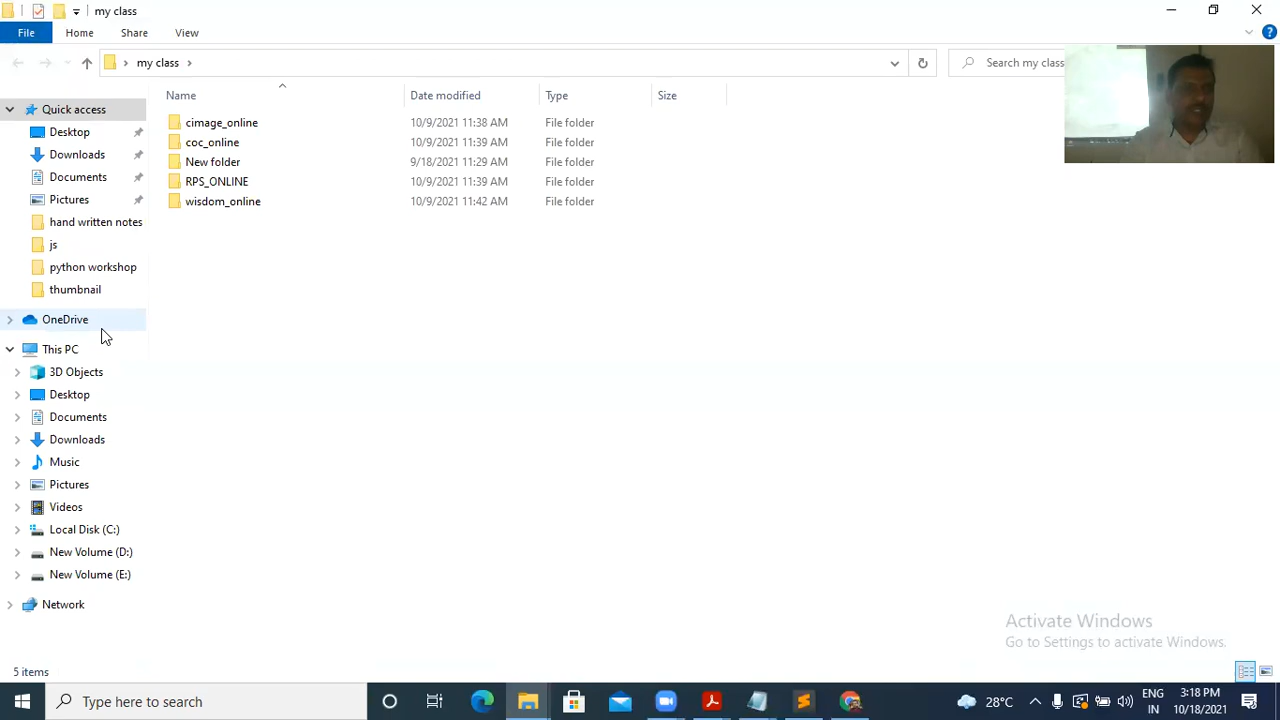 my class
File Home Share View
my class Search my class
Name Date modified Type Size
Quick access
Desktop
Downloads
Documents
Pictures
hand written notes
js
python workshop
thumbnail
OneDrive
This PC
3D Objects
Desktop
Documents
Downloads
Music
Pictures
Videos
Local Disk (C:)
New Volume (D:)
New Volume (E:)
Network
cimage_online 10/9/2021 11:38 AM File folder
coc_online 10/9/2021 11:39 AM File folder
New folder 9/18/2021 11:29 AM File folder
RPS_ONLINE 10/9/2021 11:39 AM File folder
wisdom_online 10/9/2021 11:42 AM File folder
Activate Windows
Go to Settings to activate Windows.
5 items
Type here to search
28°C
ENG
IN
3:18 PM
10/18/2021